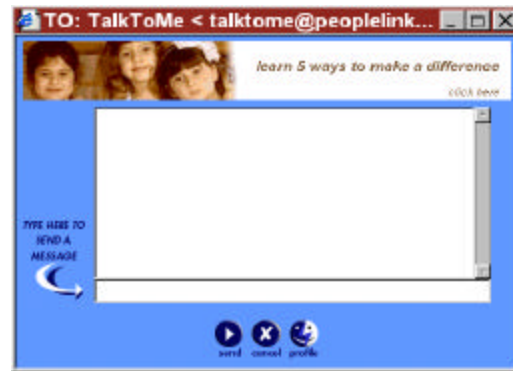 TO: TalkToMe < talktome@peoplelink...
learn 5 ways to make a difference
click here
TYPE HERE TO
SEND A
MESSAGE
send cancel profile